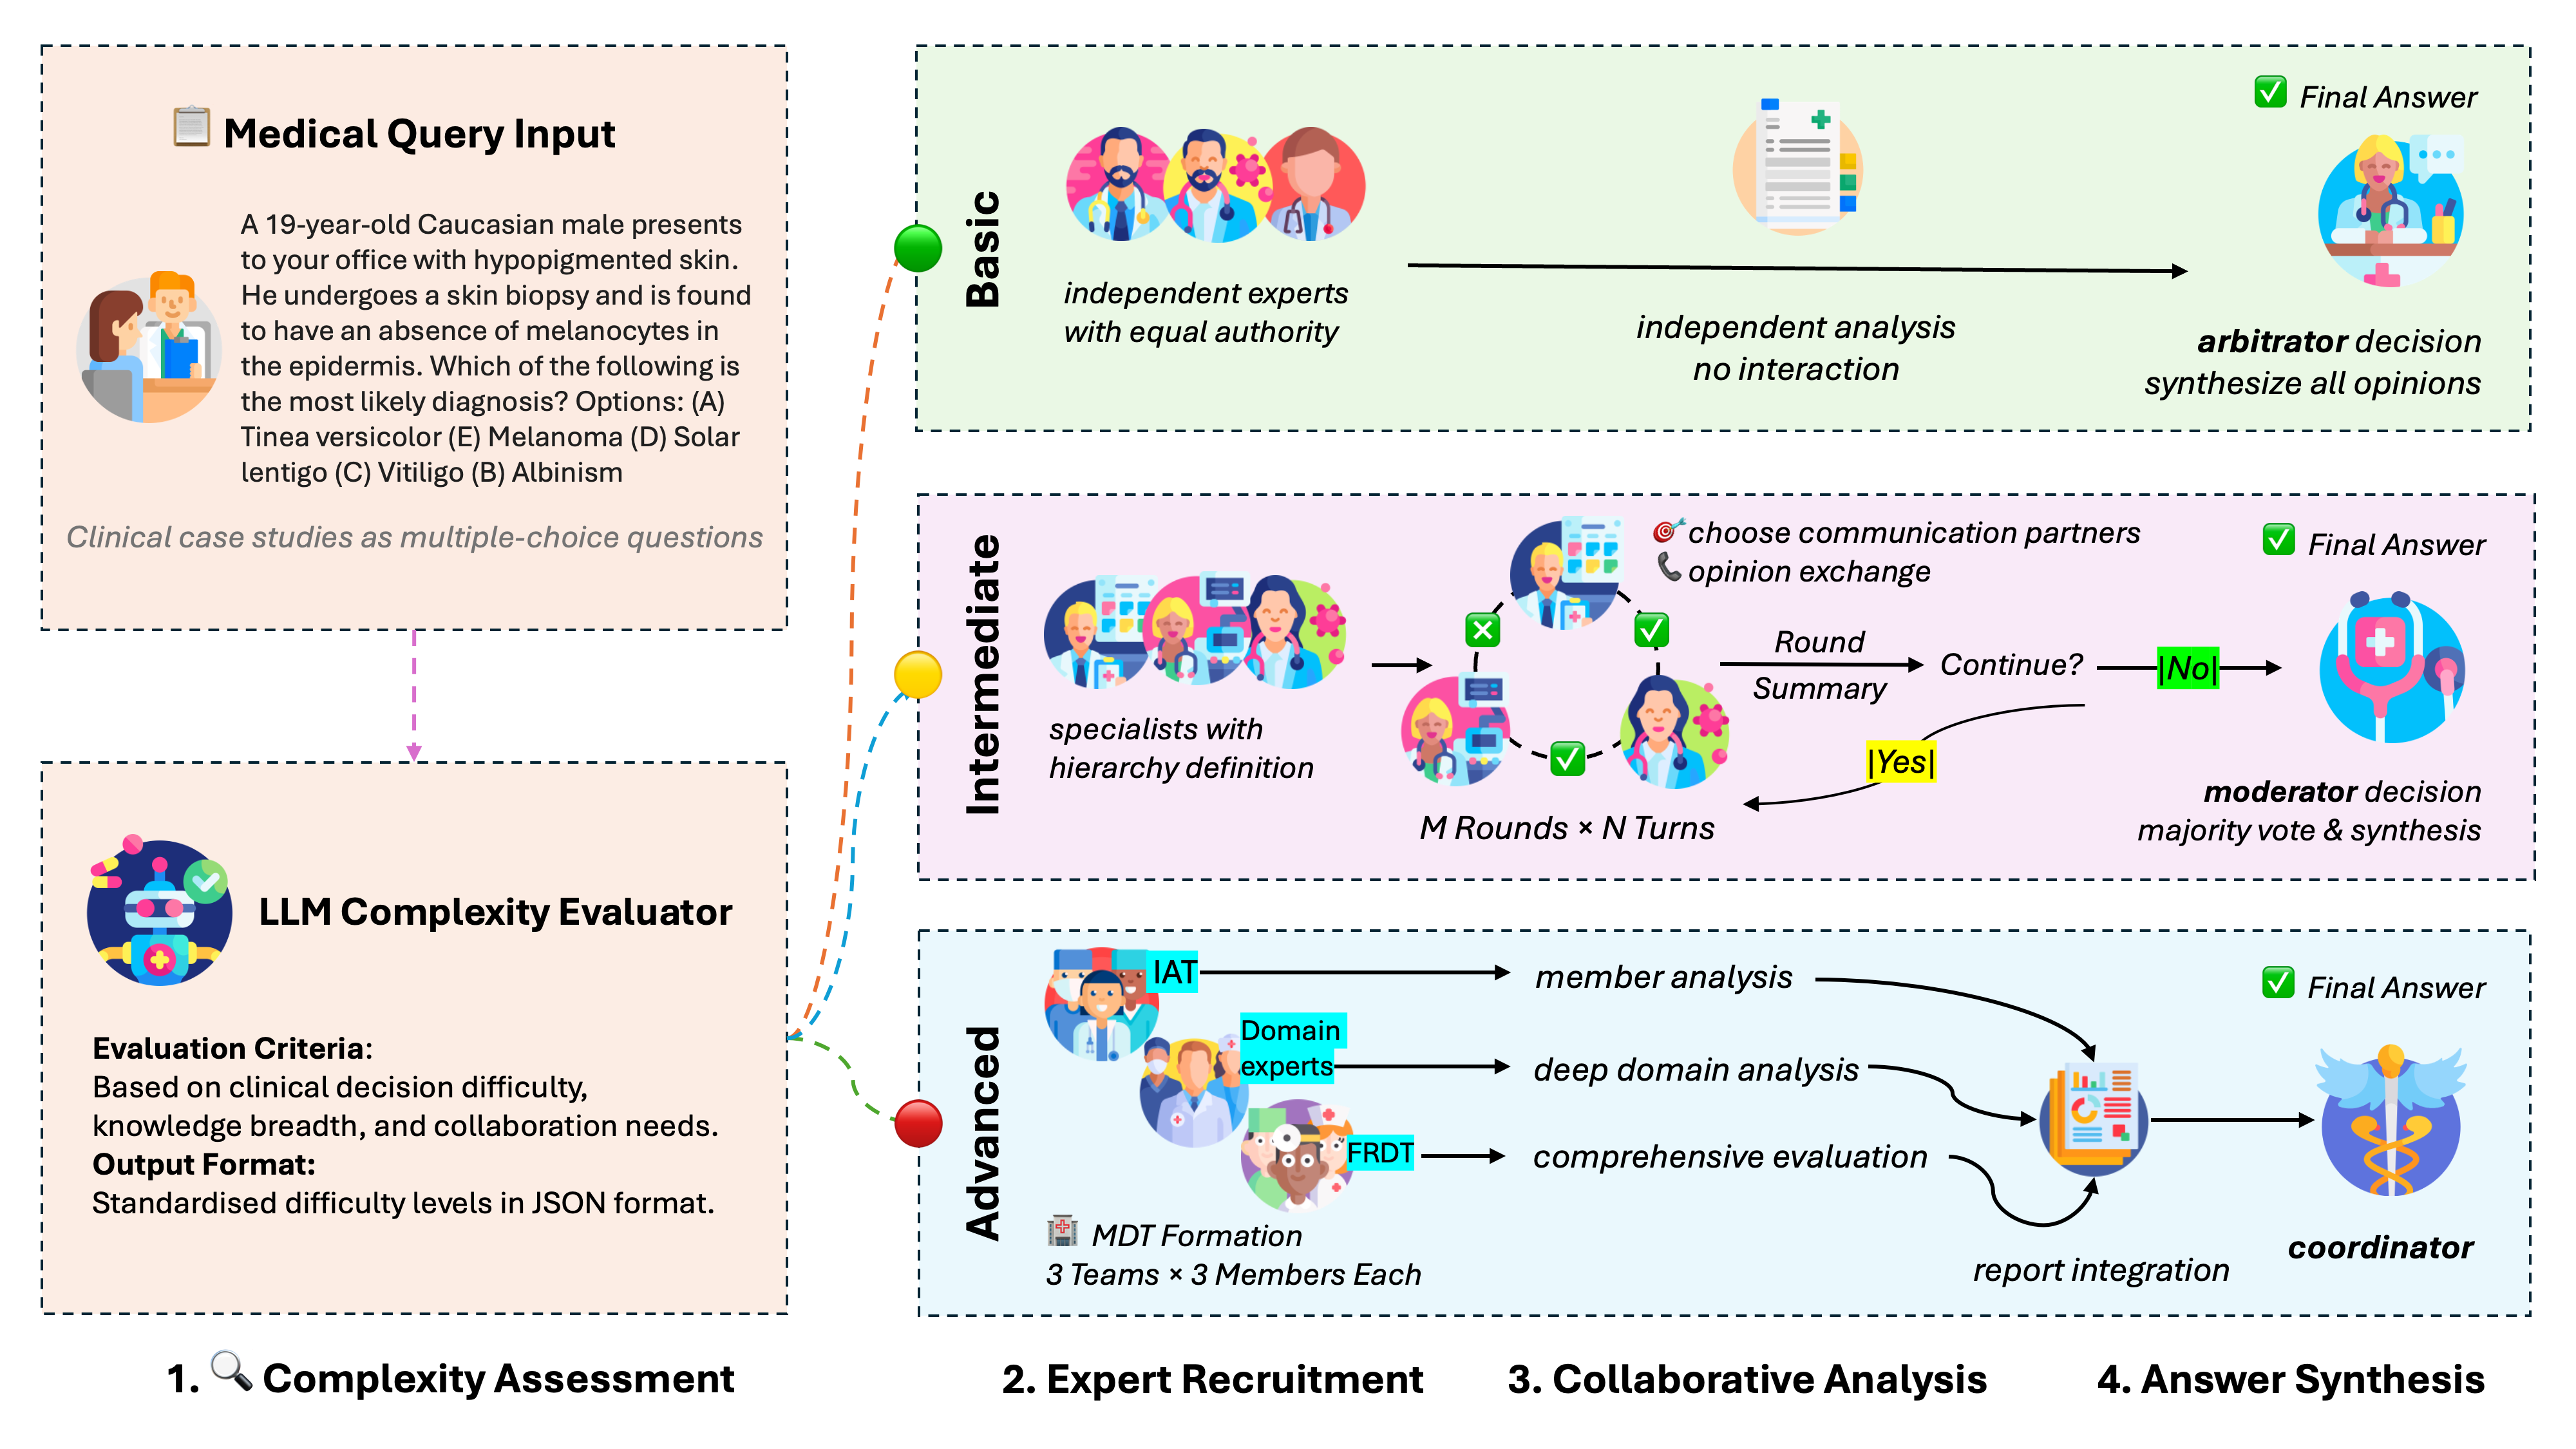 Medical Query Input
A 19-year-old Caucasian male presents
to your office with hypopigmented skin.
He undergoes a skin biopsy and is found
to have an absence of melanocytes in
the epidermis. Which of the following is
the most likely diagnosis? Options: (A)
Tinea versicolor (E) Melanoma (D) Solar
lentigo (C) Vitiligo (B) Albinism
Clinical case studies as multiple-choice questions
LLM Complexity Evaluator
Evaluation Criteria:
Based on clinical decision difficulty,
knowledge breadth, and collaboration needs.
Output Format:
Standardised difficulty levels in JSON format.
Basic
independent experts
with equal authority
independent analysis
no interaction
Final Answer
arbitrator decision
synthesize all opinions
Intermediate
specialists with
hierarchy definition
choose communication partners
opinion exchange
M Rounds × N Turns
Round
Summary
Continue?
|No|
|Yes|
Final Answer
moderator decision
majority vote & synthesis
Advanced
IAT
Domain
experts
FRDT
MDT Formation
3 Teams × 3 Members Each
member analysis
deep domain analysis
comprehensive evaluation
report integration
Final Answer
coordinator
1. Complexity Assessment
2. Expert Recruitment
3. Collaborative Analysis
4. Answer Synthesis